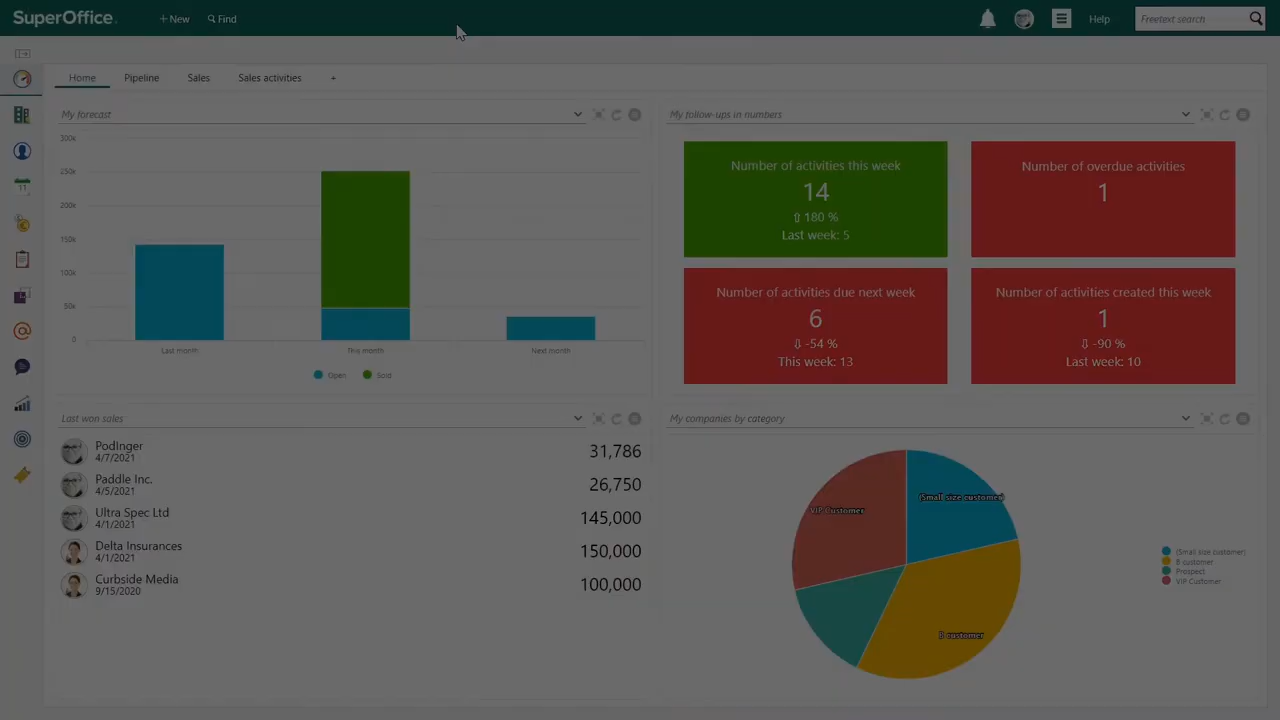 SuperOffice.
+ New
Find
Help
Freetext search
Home
Pipeline
Sales
Sales activities
+
My forecast
300k
250k
200k
150k
100k
50k
0
Last month
This month
Next month
Open
Sold
My follow-ups in numbers
Number of activities this week
14
⇧ 180 %
Last week: 5
Number of overdue activities
1
Number of activities due next week
6
⇩ -54 %
This week: 13
Number of activities created this week
1
⇩ -90 %
Last week: 10
Last won sales
PodInger
4/7/2021
31,786
Paddle Inc.
4/5/2021
26,750
Ultra Spec Ltd
4/1/2021
145,000
Delta Insurances
4/1/2021
150,000
Curbside Media
9/15/2020
100,000
My companies by category
(Small size customer)
VIP Customer
B customer
(Small size customer)
B customer
Prospect
VIP Customer
11